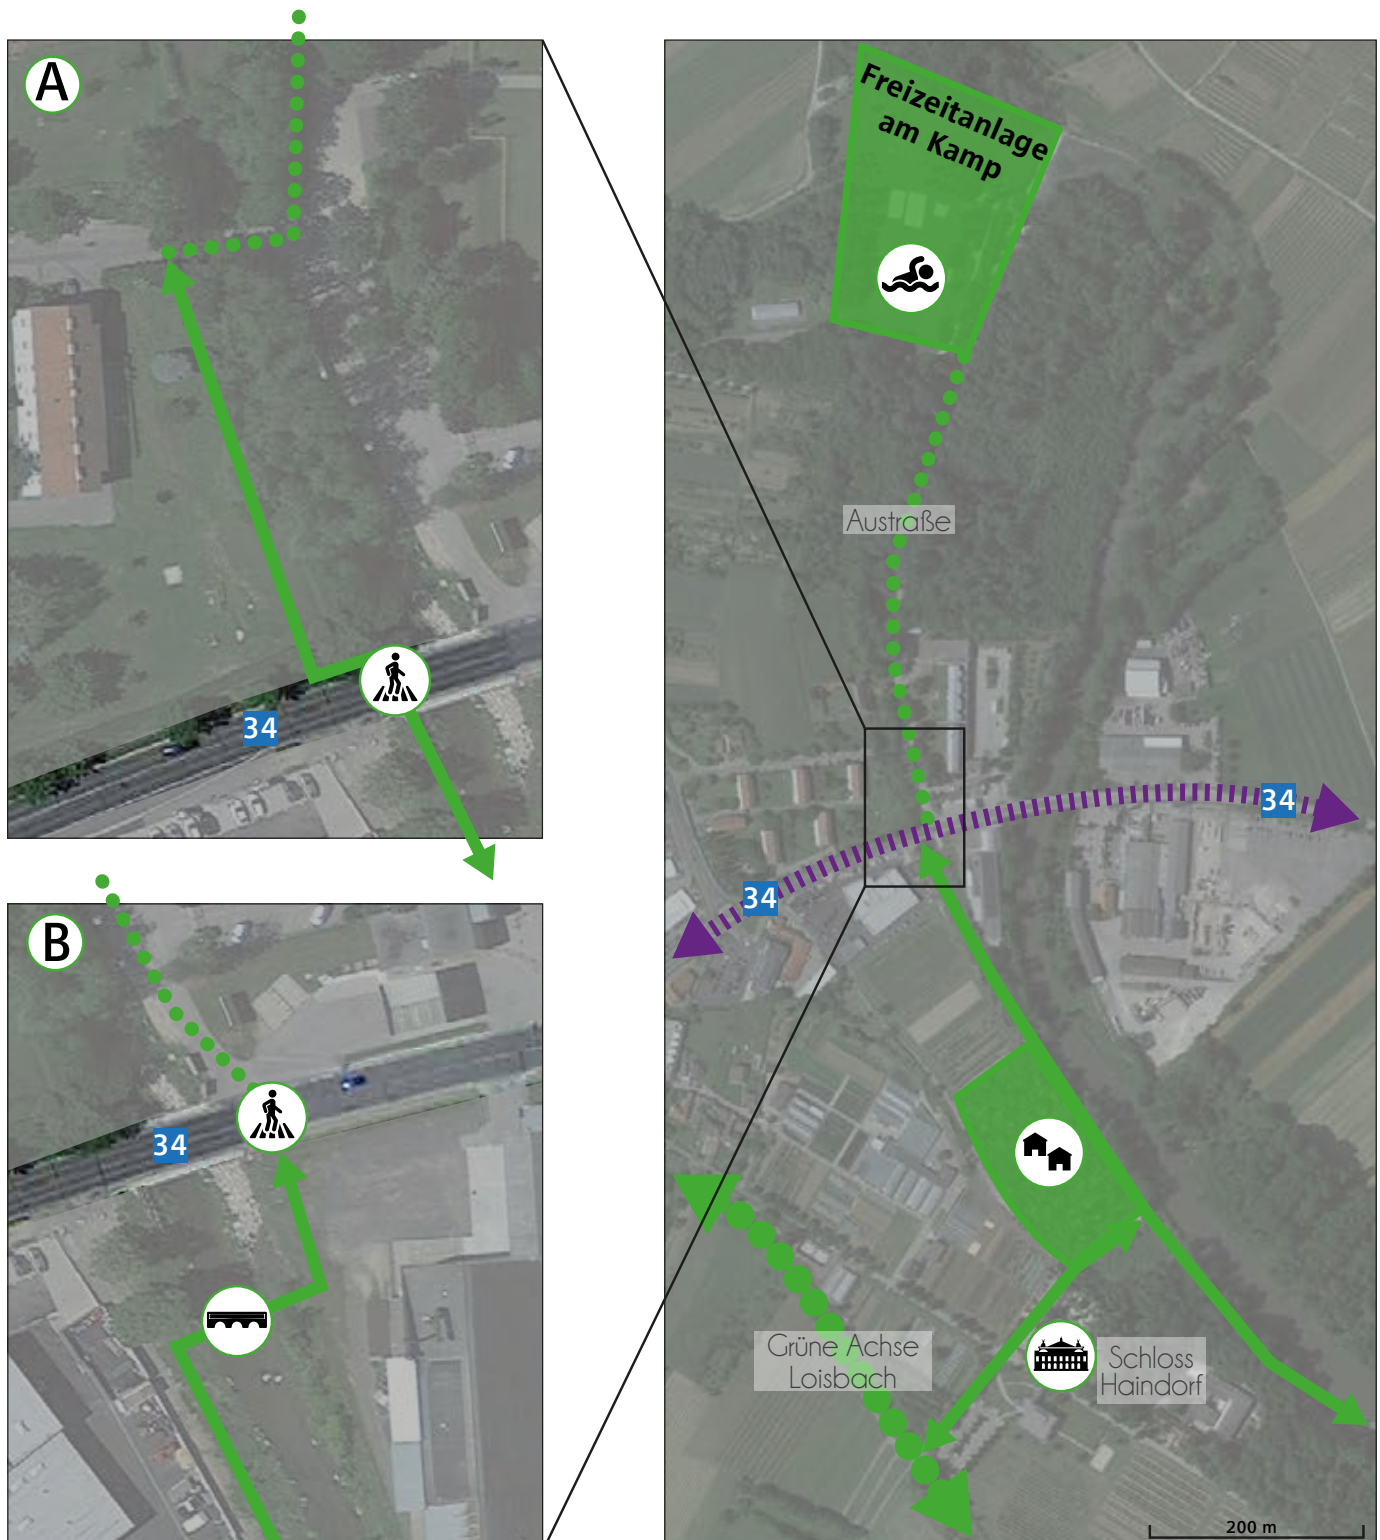 A
34
B
34
Freizeitanlage
am Kamp
Austraße
34
34
Grüne Achse
Loisbach
Schloss
Haindorf
200 m